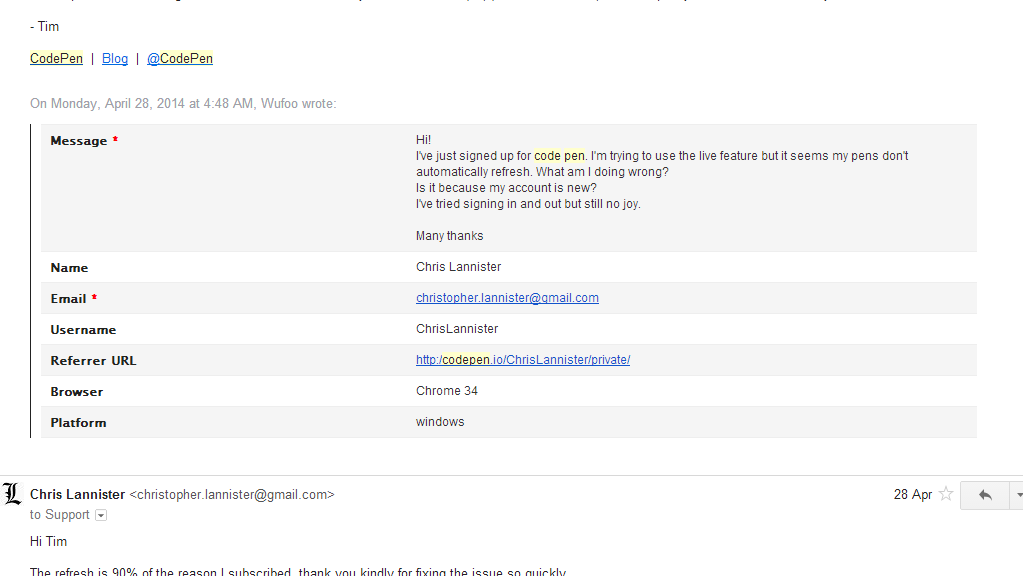 - Tim
CodePen | Blog | @CodePen
On Monday, April 28, 2014 at 4:48 AM, Wufoo wrote:
Message *
Hi!
I've just signed up for code pen. I'm trying to use the live feature but it seems my pens don't
automatically refresh. What am I doing wrong?
Is it because my account is new?
I've tried signing in and out but still no joy.
Many thanks
Name
Chris Lannister
Email *
christopher.lannister@gmail.com
Username
ChrisLannister
Referrer URL
http:/codepen.io/ChrisLannister/private/
Browser
Chrome 34
Platform
windows
L
Chris Lannister <christopher.lannister@gmail.com>
28 Apr
to Support
Hi Tim
The refresh is 90% of the reason I subscribed, thank you kindly for fixing the issue so quickly